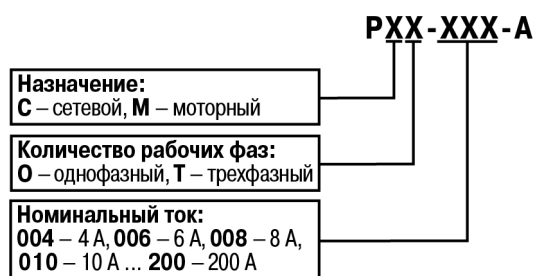 РХХ-ХХХ-А
Назначение:
С – сетевой, М – моторный
Количество рабочих фаз:
О – однофазный, Т – трехфазный
Номинальный ток:
004 – 4 А, 006 – 6 А, 008 – 8 А,
010 – 10 А ... 200 – 200 А